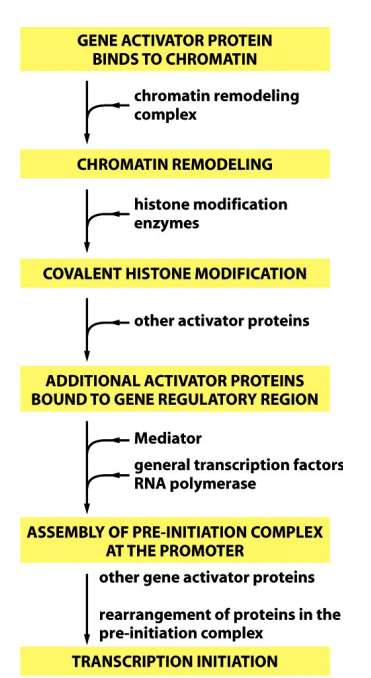 GENE ACTIVATOR PROTEIN
BINDS TO CHROMATIN
chromatin remodeling
complex
CHROMATIN REMODELING
histone modification
enzymes
COVALENT HISTONE MODIFICATION
other activator proteins
ADDITIONAL ACTIVATOR PROTEINS
BOUND TO GENE REGULATORY REGION
Mediator
general transcription factors
RNA polymerase
ASSEMBLY OF PRE-INITIATION COMPLEX
AT THE PROMOTER
other gene activator proteins
rearrangement of proteins in the
pre-initiation complex
TRANSCRIPTION INITIATION